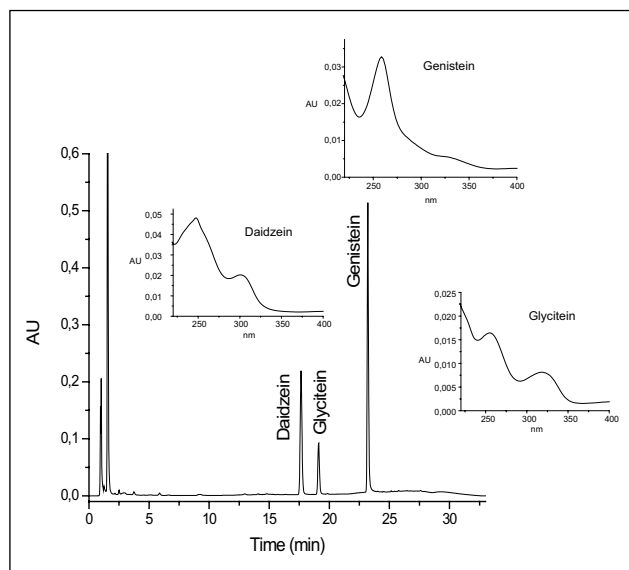 Genistein
0,03
0,02
AU
0,01
0,00
250 300 350 400
nm
0,6
0,5
0,4
0,3
0,2
0,1
0,0
AU
Daidzein
0,05
0,04
0,03
AU
0,02
0,01
0,00
250 300 350 400
nm
Genistein
Glycitein
0,025
0,020
0,015
AU
0,010
0,005
0,000
250 300 350 400
nm
Daidzein
Glycitein
0 5 10 15 20 25 30
Time (min)